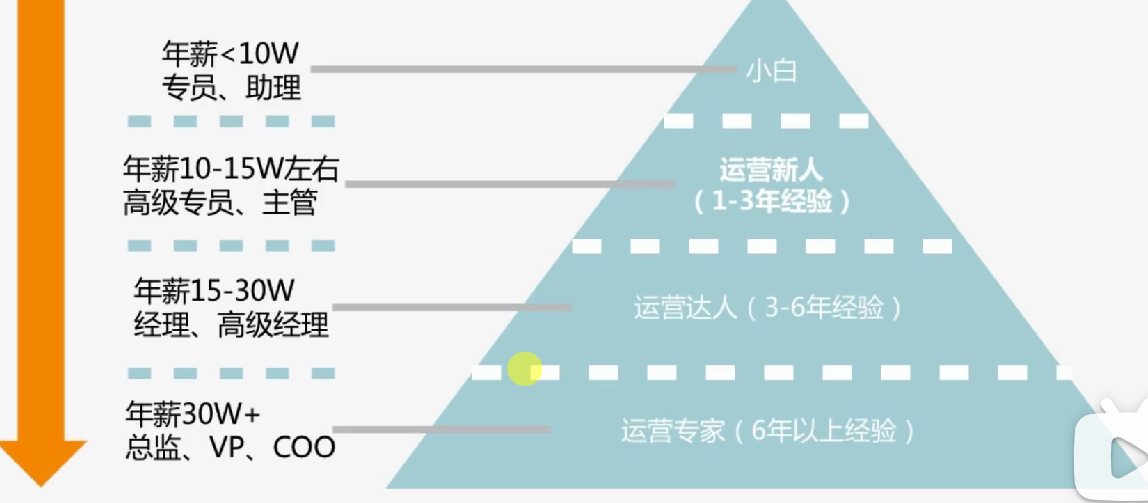 年薪<10W
专员、助理
小白
年薪10-15W左右
高级专员、主管
运营新人
（1-3年经验）
年薪15-30W
经理、高级经理
运营达人（3-6年经验）
年薪30W+
总监、VP、COO
运营专家（6年以上经验）